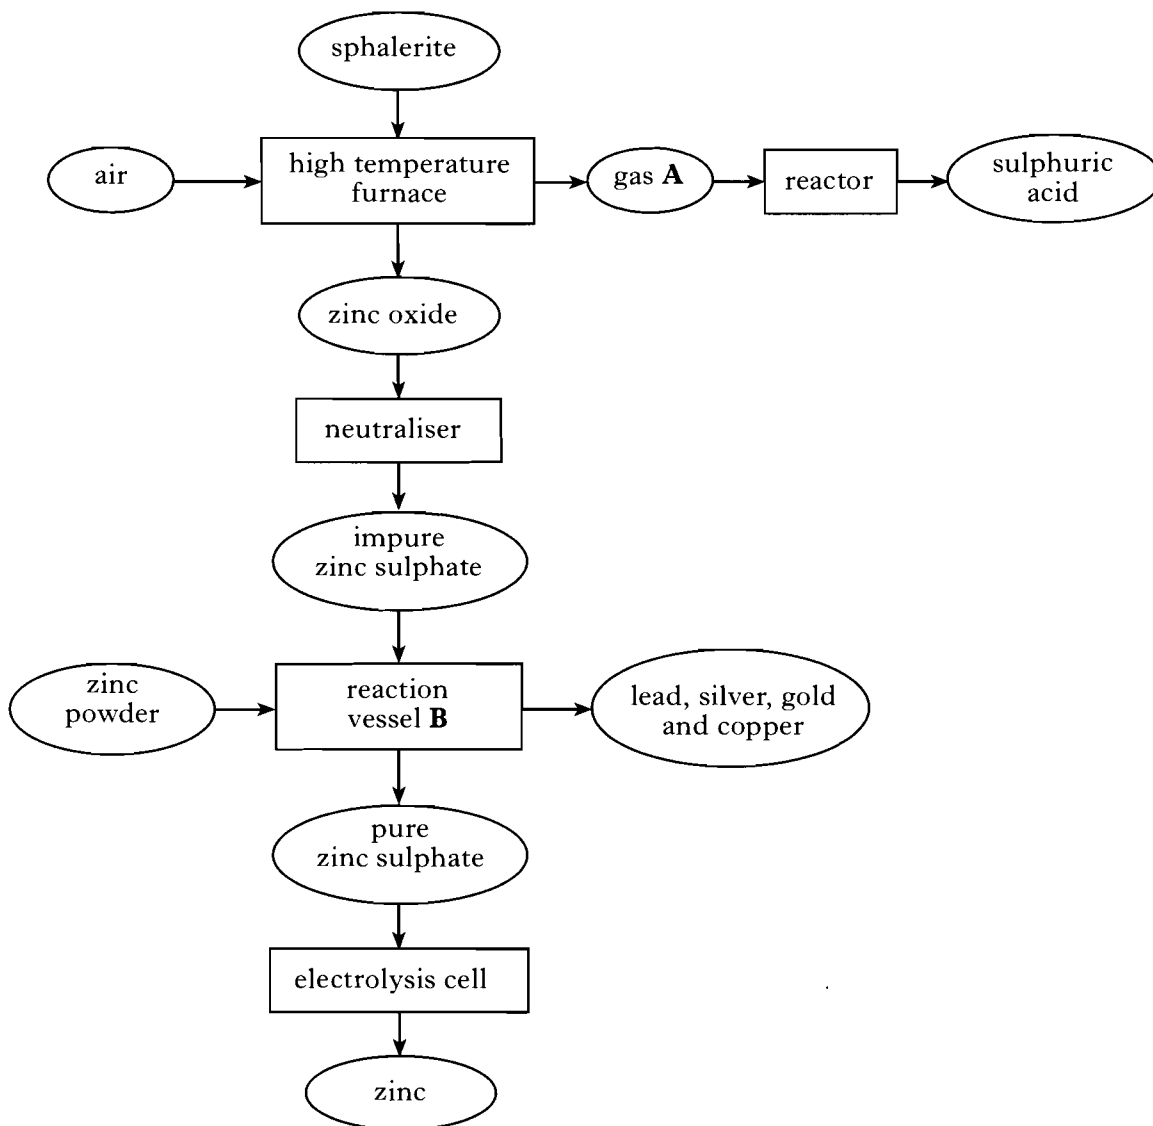 sphalerite
air
high temperature
furnace
gas A
reactor
sulphuric
acid
zinc oxide
neutraliser
impure
zinc sulphate
zinc
powder
reaction
vessel B
lead, silver, gold
and copper
pure
zinc sulphate
electrolysis cell
zinc